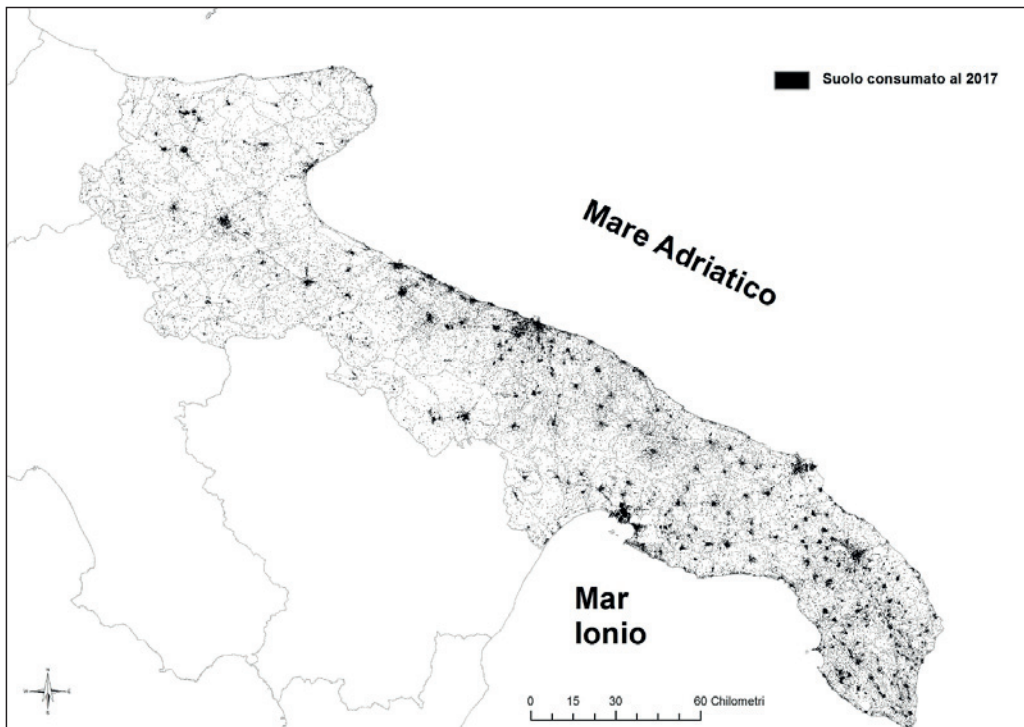 Suolo consumato al 2017
Mare Adriatico
Mar
Ionio
0 15 30 60 Chilometri
N
W E
S